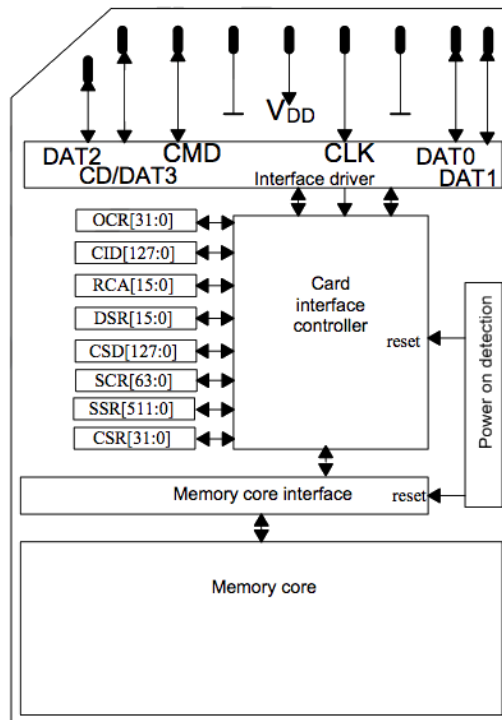 VDD
DAT2 CMD CLK DAT0
CD/DAT3 Interface driver DAT1
OCR[31:0]
CID[127:0]
RCA[15:0]
DSR[15:0]
CSD[127:0]
SCR[63:0]
SSR[511:0]
CSR[31:0]
Card
interface
controller
reset
Power on detection
Memory core interface reset
Memory core